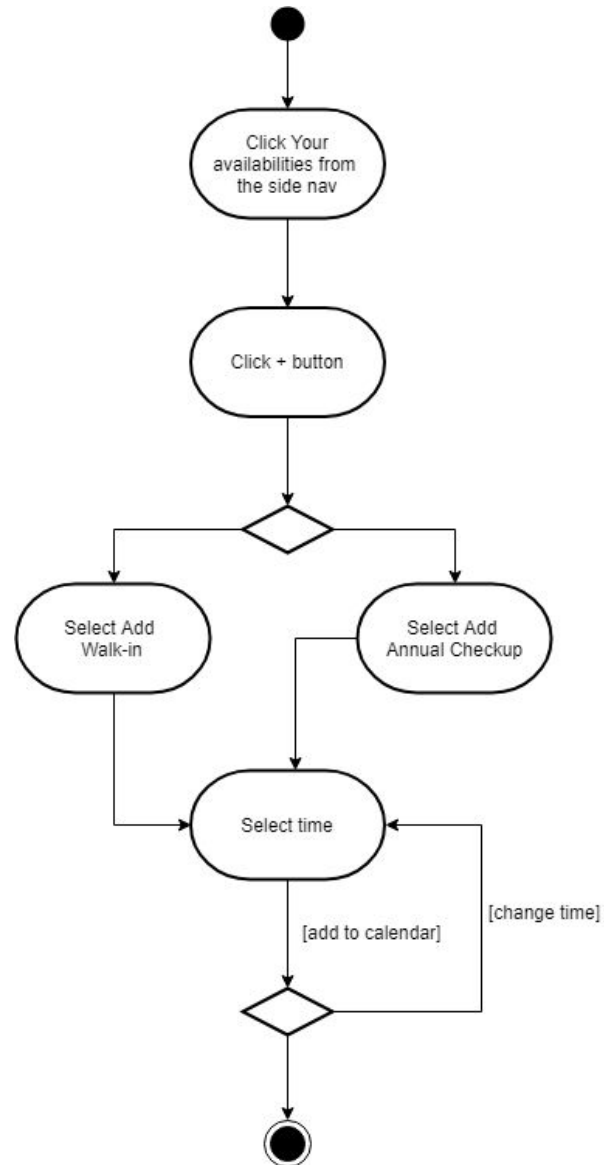 Click Your
availabilities from
the side nav
Click + button
Select Add
Walk-in
Select Add
Annual Checkup
Select time
[add to calendar]
[change time]